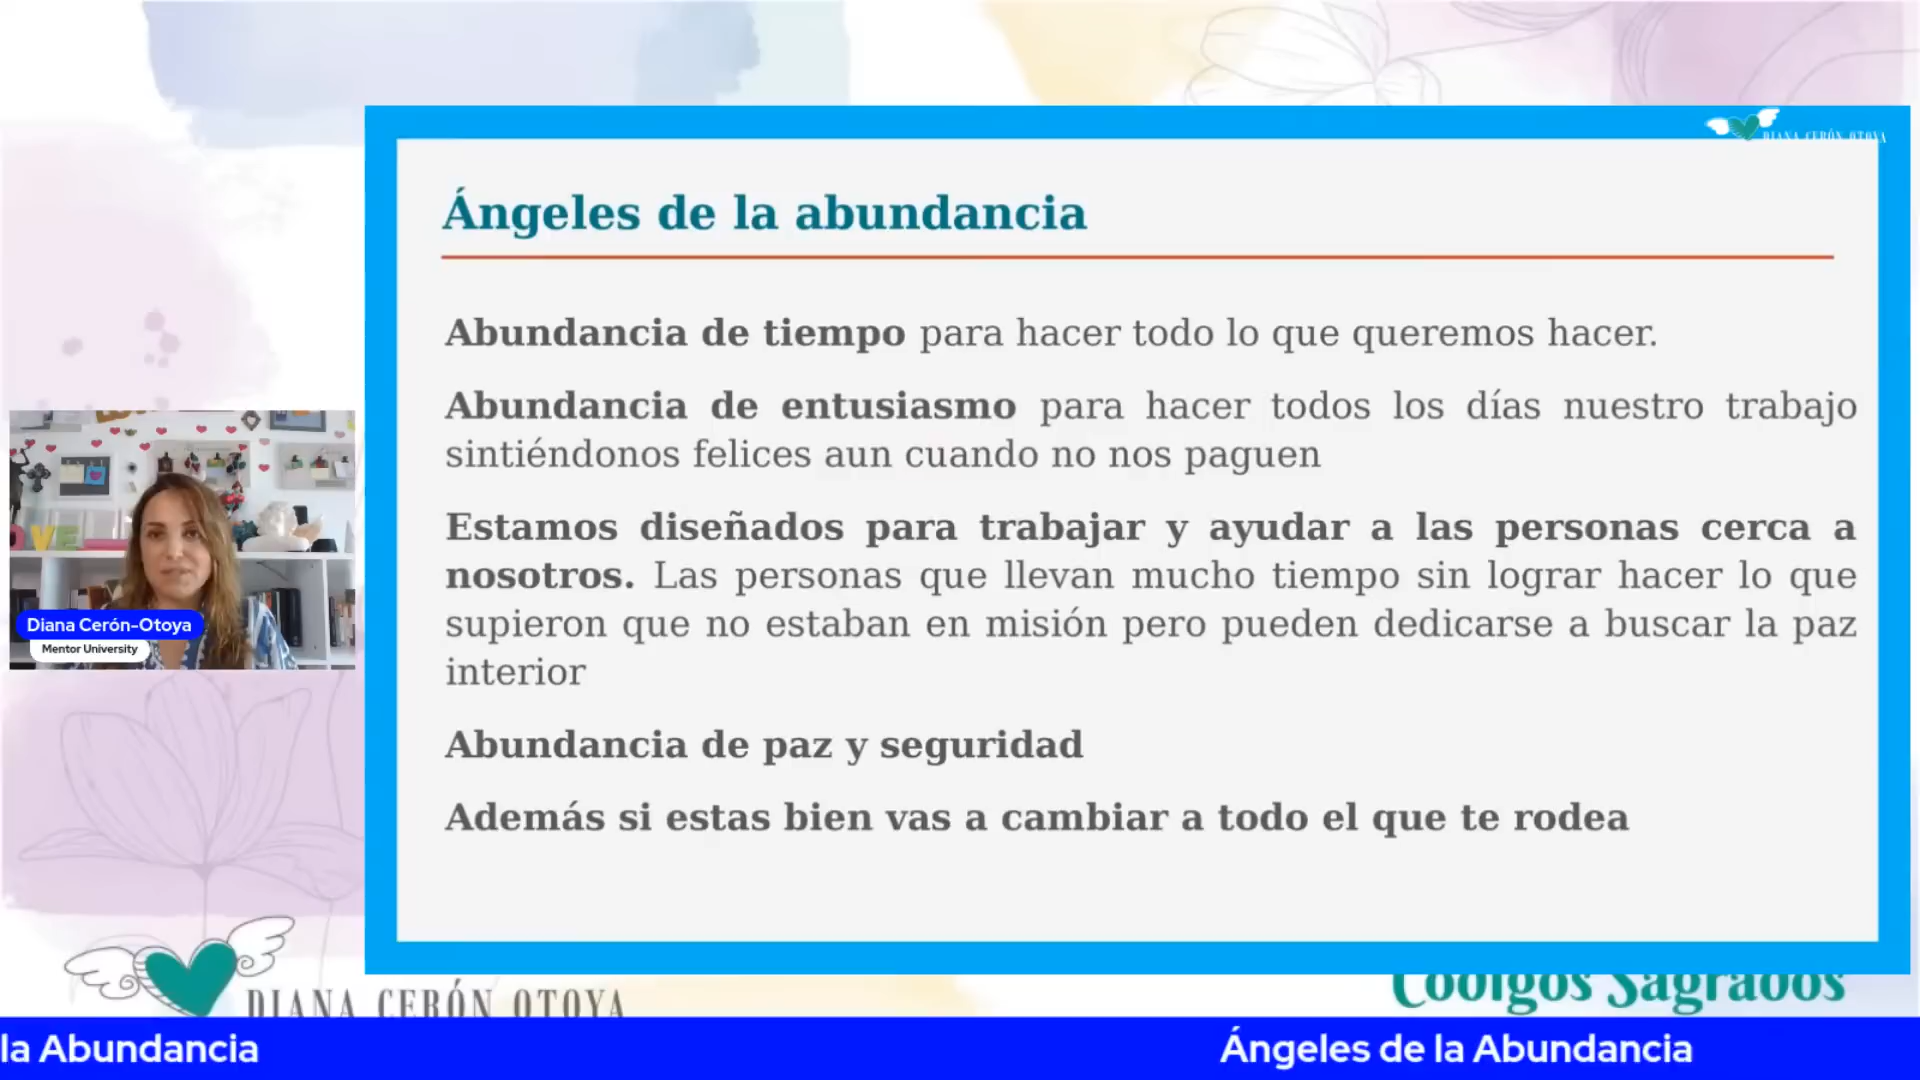 DIANA CERÓN OTOYA
Ángeles de la abundancia
Abundancia de tiempo para hacer todo lo que queremos hacer.
Abundancia de entusiasmo para hacer todos los días nuestro trabajo
sintiéndonos felices aun cuando no nos paguen
Estamos diseñados para trabajar y ayudar a las personas cerca a
nosotros. Las personas que llevan mucho tiempo sin lograr hacer lo que
supieron que no estaban en misión pero pueden dedicarse a buscar la paz
interior
Abundancia de paz y seguridad
Además si estas bien vas a cambiar a todo el que te rodea
VE
Diana Cerón-Otoya
Mentor University
DIANA CERÓN OTOYA
Códigos Sagrados
la Abundancia
Ángeles de la Abundancia